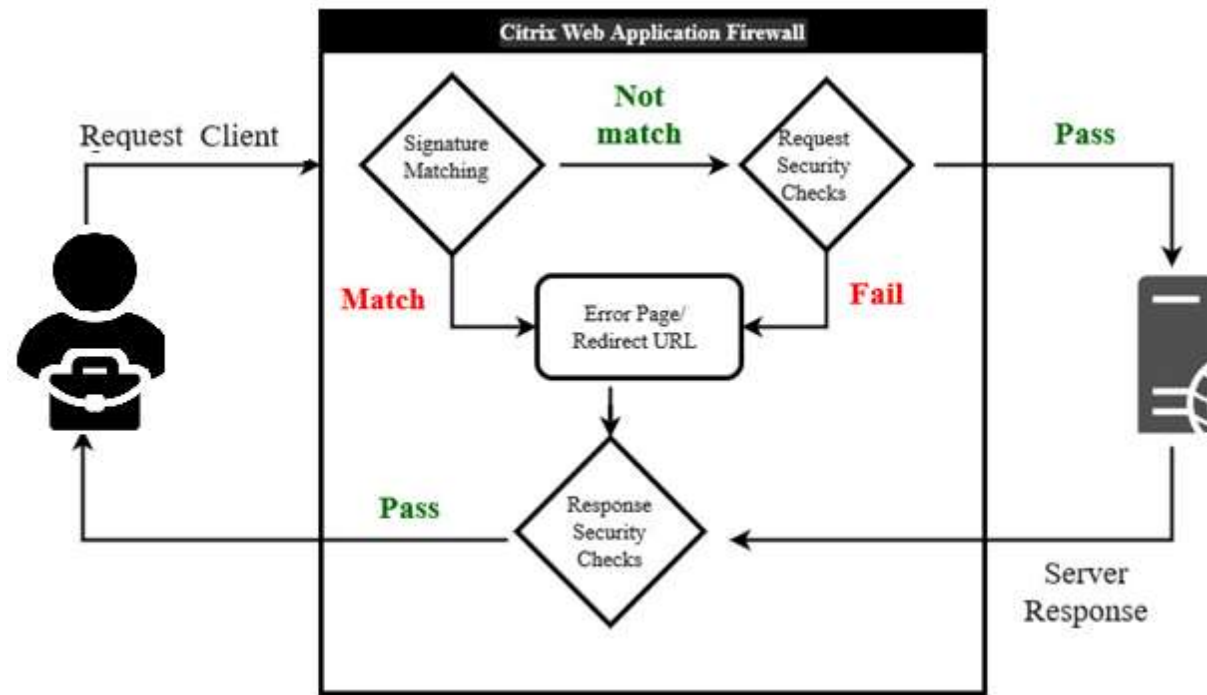 Citrix Web Application Firewall
Request Client
Signature
Matching
Not
match
Request
Security
Checks
Pass
Match
Error Page/
Redirect URL
Fail
Pass
Response
Security
Checks
Server
Response